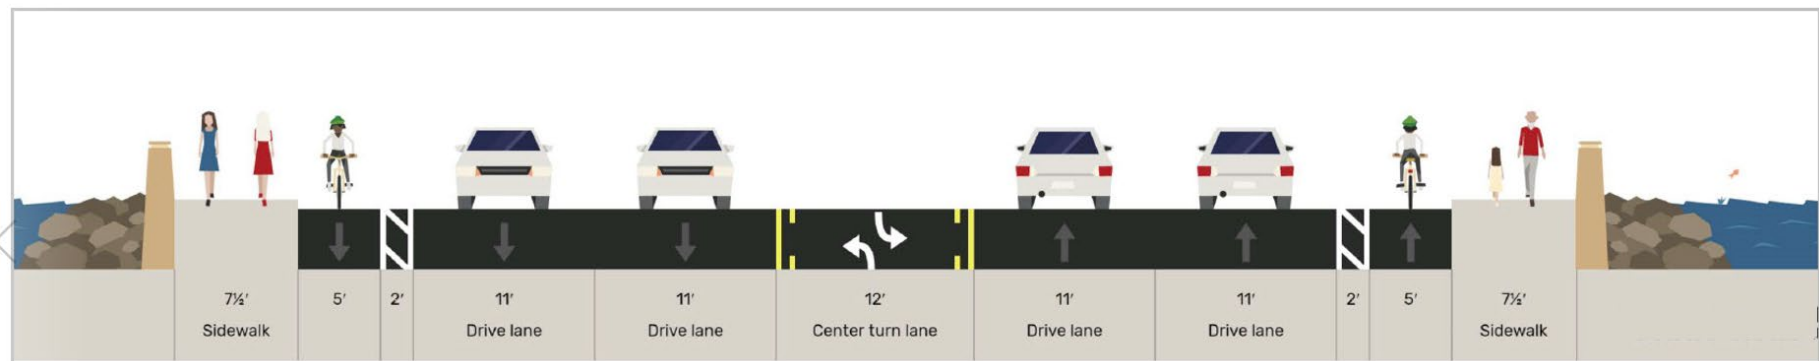 7½′ 5′ 2′ 11′ 11′ 12′ 11′ 11′ 2′ 5′ 7½′
Sidewalk Drive lane Drive lane Center turn lane Drive lane Drive lane Sidewalk